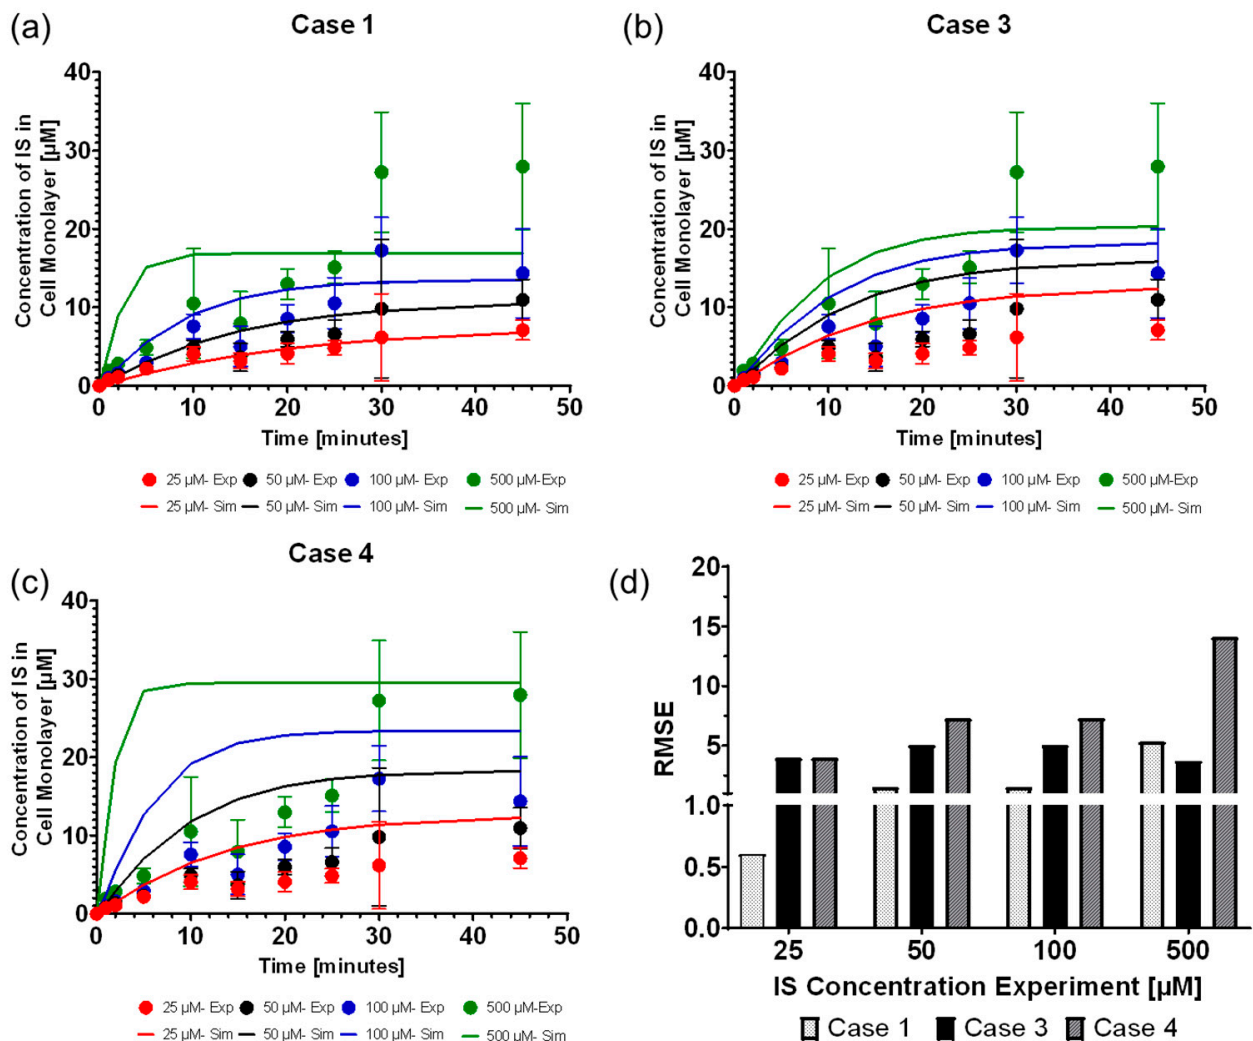 (a)
Case 1
Concentration of IS in
Cell Monolayer [µM]
40
30
20
10
0
0 10 20 30 40 50
Time [minutes]
25 µM- Exp 50 µM- Exp 100 µM- Exp 500 µM-Exp
25 µM- Sim 50 µM- Sim 100 µM- Sim 500 µM- Sim
(b)
Case 3
Concentration of IS in
Cell Monolayer [µM]
40
30
20
10
0
0 10 20 30 40 50
Time [minutes]
25 µM- Exp 50 µM- Exp 100 µM- Exp 500 µM-Exp
25 µM- Sim 50 µM- Sim 100 µM- Sim 500 µM- Sim
(c)
Case 4
Concentration of IS in
Cell Monolayer [µM]
40
30
20
10
0
0 10 20 30 40 50
Time [minutes]
25 µM- Exp 50 µM- Exp 100 µM- Exp 500 µM-Exp
25 µM- Sim 50 µM- Sim 100 µM- Sim 500 µM- Sim
(d)
RMSE
20
15
10
5
1.0
0.5
0.0
25 50 100 500
IS Concentration Experiment [µM]
Case 1 Case 3 Case 4